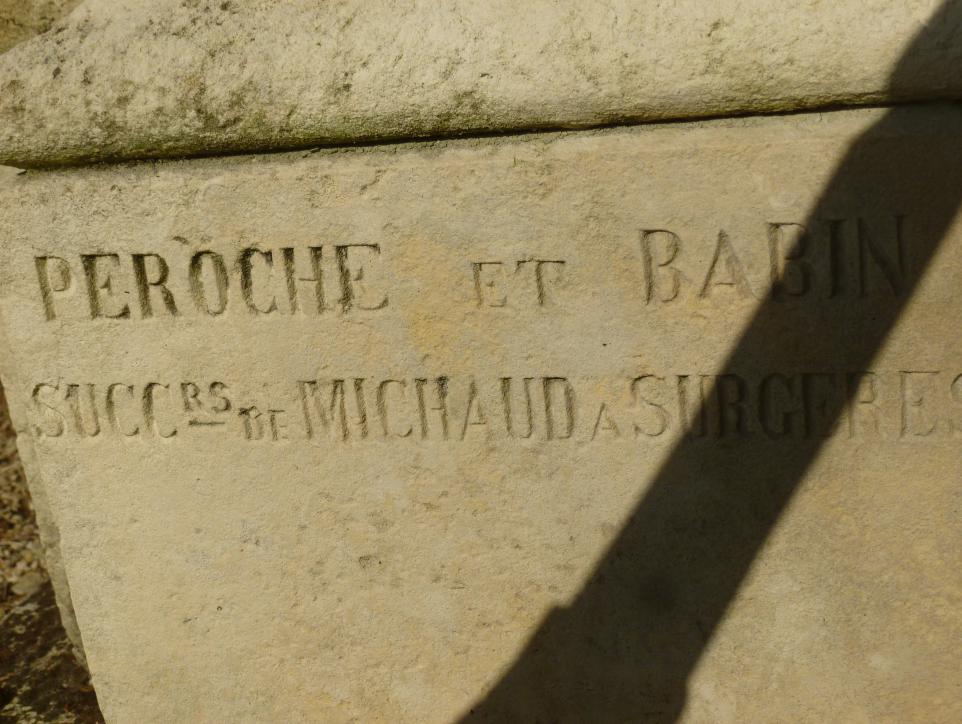 PEROCHE ET BABIN
SUCCRS DE MICHAUD A SURGERES